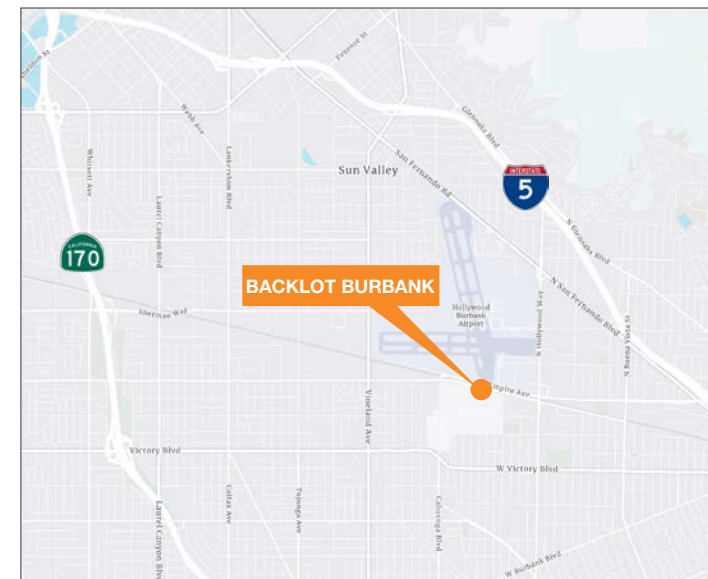 Sheldon St
Penrose St
Webb Ave
Glenoaks Blvd
Whitsett Ave
Laurel Canyon Blvd
Lankershim Blvd
Sun Valley
San Fernando Rd
INTERSTATE
5
CALIFORNIA
170
N Glenoaks Blvd
BACKLOT BURBANK
N San Fernando Blvd
Sherman Way
Hollywood
Burbank
Airport
N Hollywood Way
N Buena Vista St
Empire Ave
Vineland Ave
Victory Blvd
W Victory Blvd
Colfax Ave
Tujunga Ave
Cahuenga Blvd
Laurel Canyon
Blvd
W Burbank Blvd